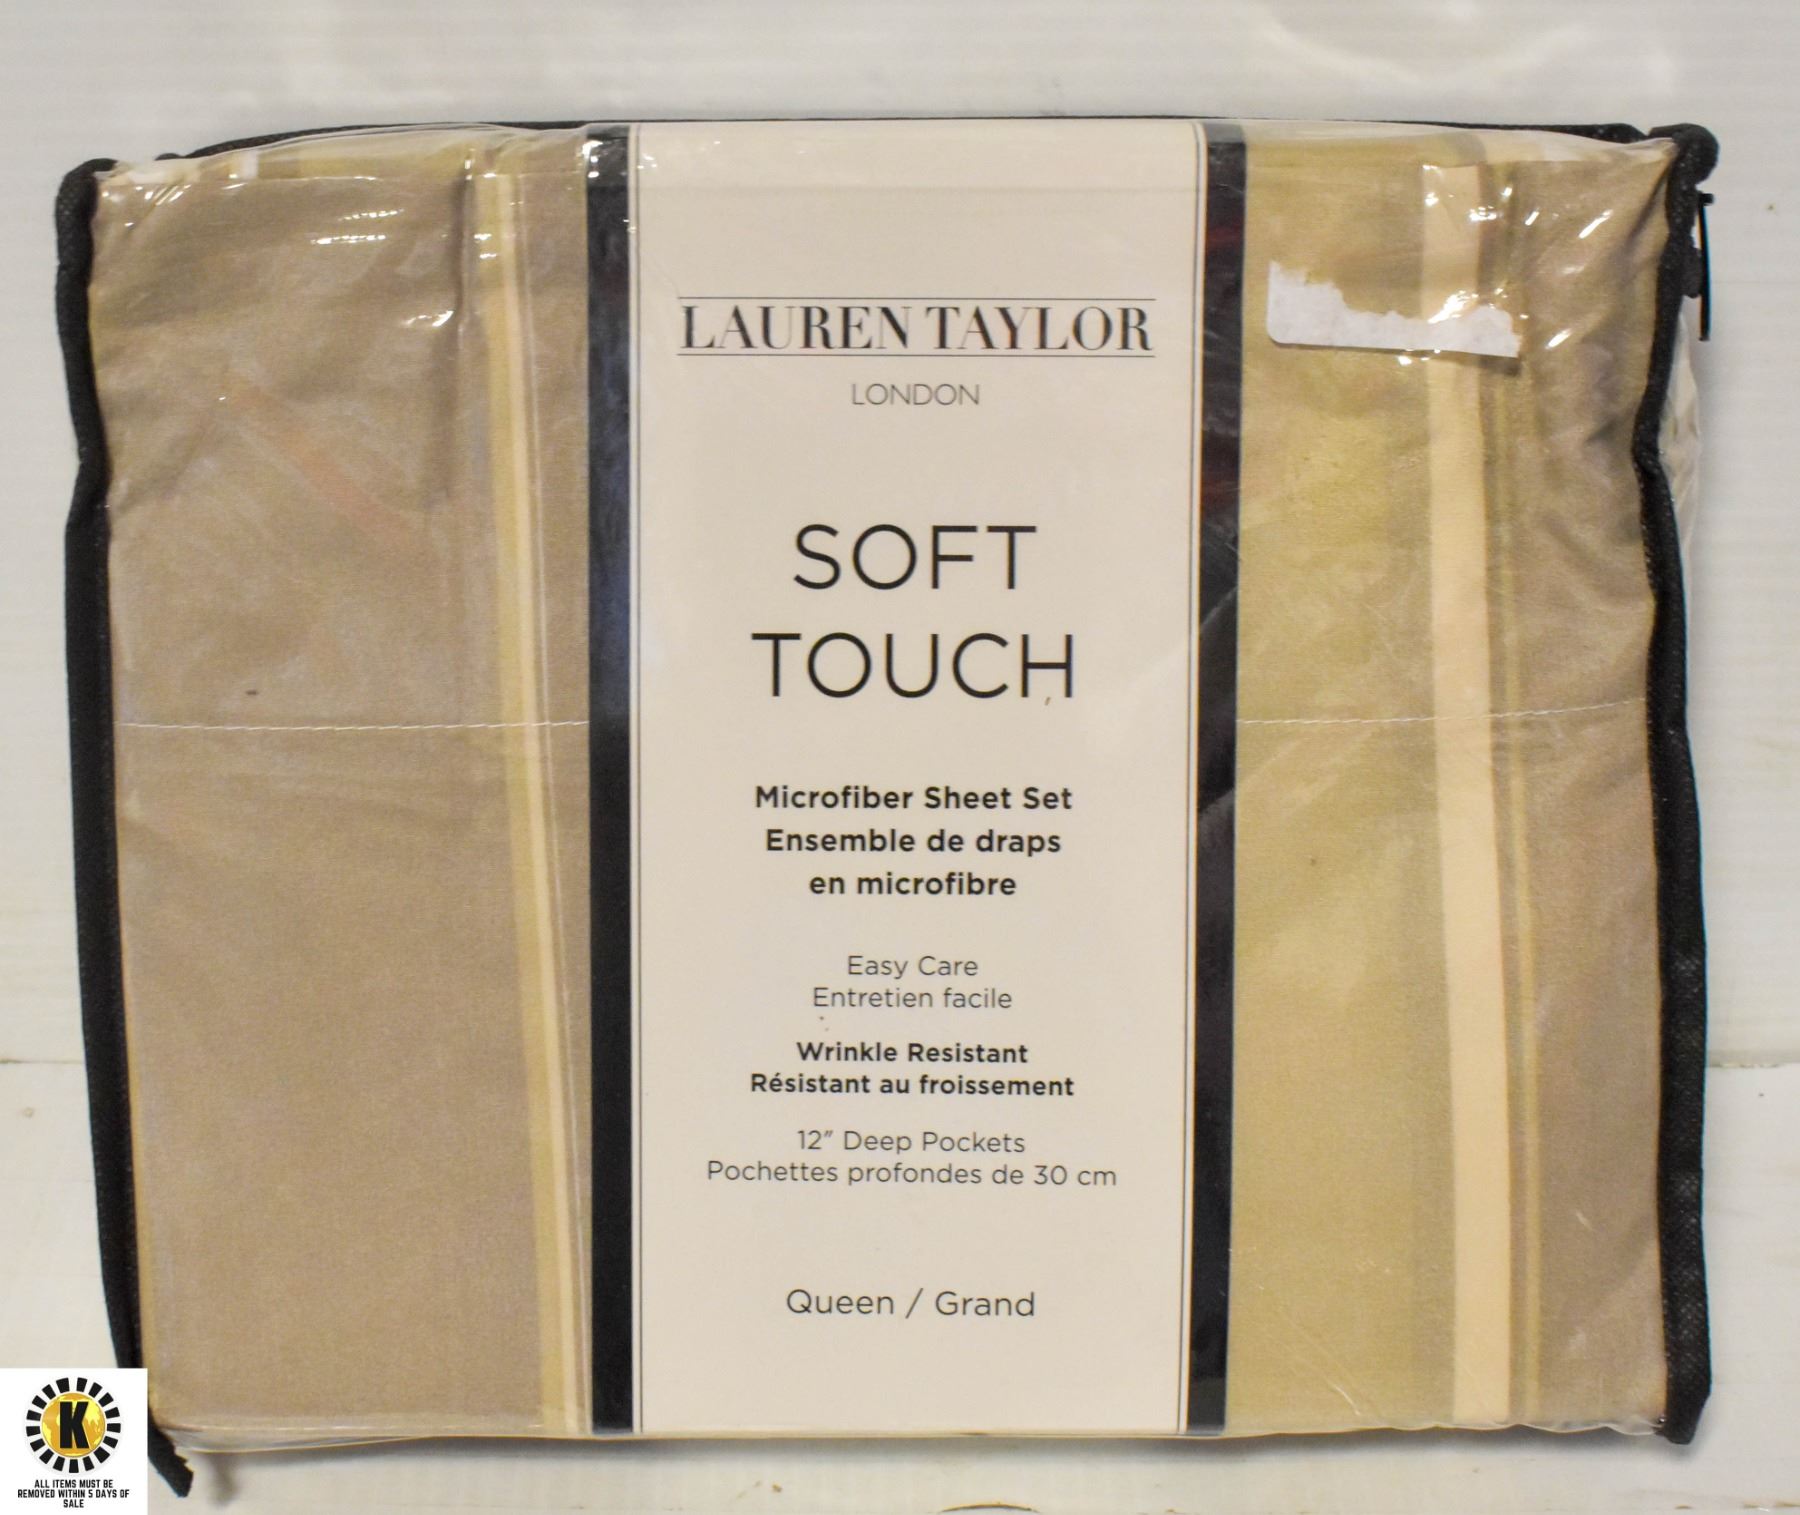 LAUREN TAYLOR
LONDON
SOFT
TOUCH
Microfiber Sheet Set
Ensemble de draps
en microfibre
Easy Care
Entretien facile
Wrinkle Resistant
Résistant au froissement
12" Deep Pockets
Pochettes profondes de 30 cm
Queen / Grand
K
ALL ITEMS MUST BE
REMOVED WITHIN 5 DAYS OF
SALE